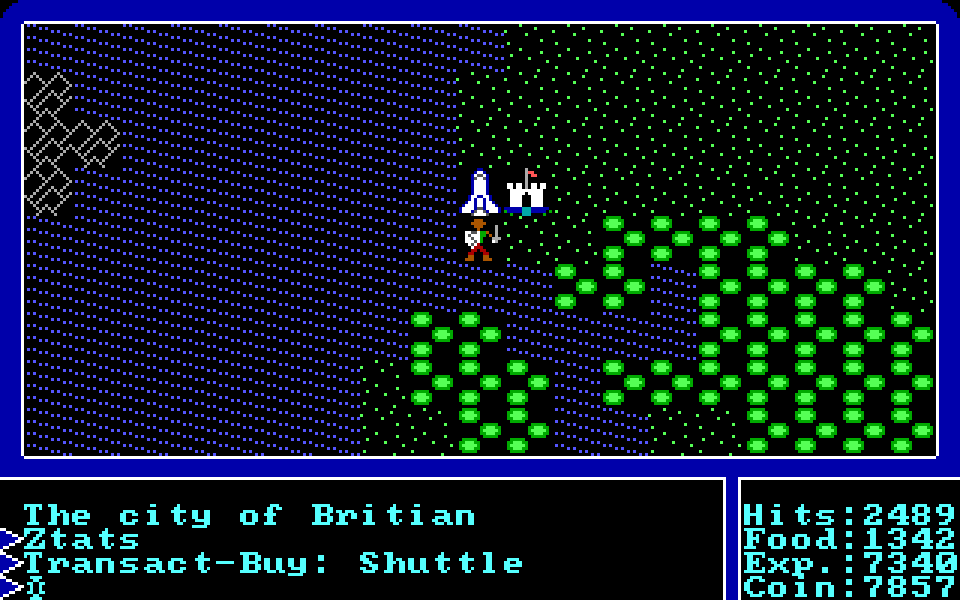 The city of Britian
Ztats
Transact-Buy: Shuttle
Hits:2489
Food:1342
Exp.:7340
Coin:7857